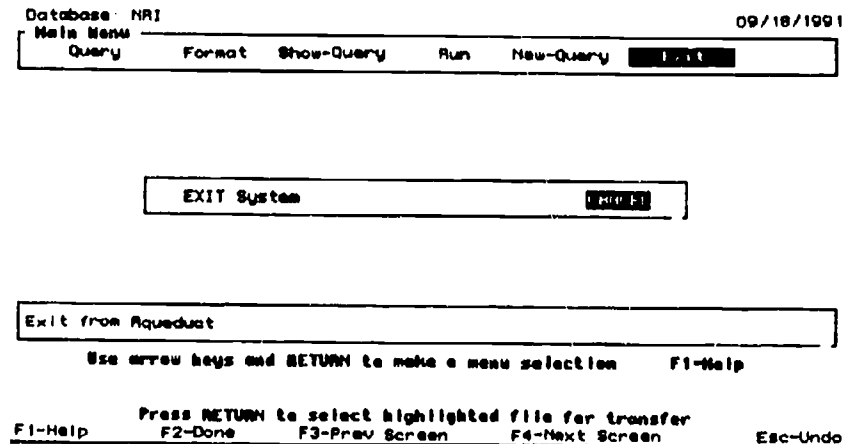 Database: NRI 09/18/1991
Main Menu
Query Format Show-Query Run New-Query Exit
EXIT System CANCEL
Exit from Aqueduct
Use arrow keys and RETURN to make a menu selection F1-Help
Press RETURN to select highlighted file for transfer
F1-Help F2-Done F3-Prev Screen F4-Next Screen Esc-Undo